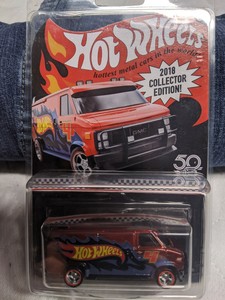 HOT WHEELS
hottest metal cars in the world!
2018
COLLECTOR
EDITION!
GMC
50
HOT WHEELS